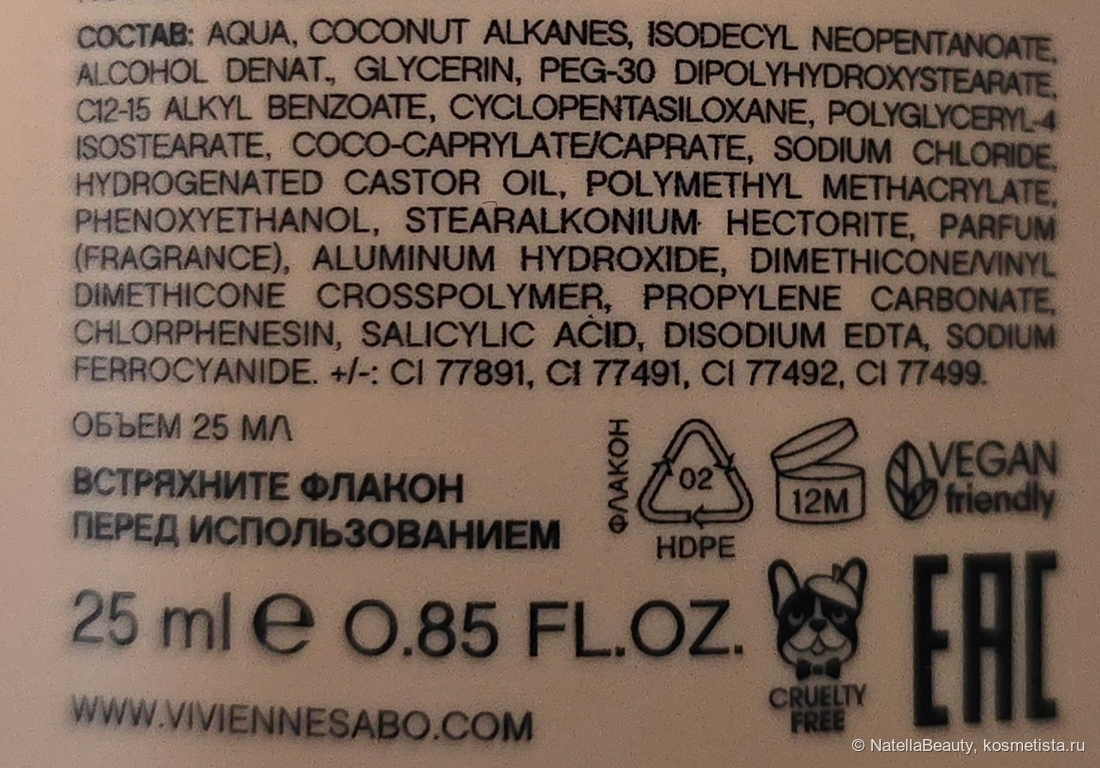 СОСТАВ: AQUA, COCONUT ALKANES, ISODECYL NEOPENTANOATE,
ALCOHOL DENAT., GLYCERIN, PEG-30 DIPOLYHYDROXYSTEARATE,
C12-15 ALKYL BENZOATE, CYCLOPENTASILOXANE, POLYGLYCERYL-4
ISOSTEARATE, COCO-CAPRYLATE/CAPRATE, SODIUM CHLORIDE,
HYDROGENATED CASTOR OIL, POLYMETHYL METHACRYLATE,
PHENOXYETHANOL, STEARALKONIUM HECTORITE, PARFUM
(FRAGRANCE), ALUMINUM HYDROXIDE, DIMETHICONE/VINYL
DIMETHICONE CROSSPOLYMER, PROPYLENE CARBONATE,
CHLORPHENESIN, SALICYLIC ACID, DISODIUM EDTA, SODIUM
FERROCYANIDE. +/-: CI 77891, CI 77491, CI 77492, CI 77499.
ОБЪЕМ 25 МЛ
ВСТРЯХНИТЕ ФЛАКОН
ПЕРЕД ИСПОЛЬЗОВАНИЕМ
ФЛАКОН
02
HDPE
12M
VEGAN
friendly
25 ml e 0.85 FL.OZ.
CRUELTY
FREE
EAC
WWW.VIVIENNESABO.COM
© NatellaBeauty, kosmetista.ru